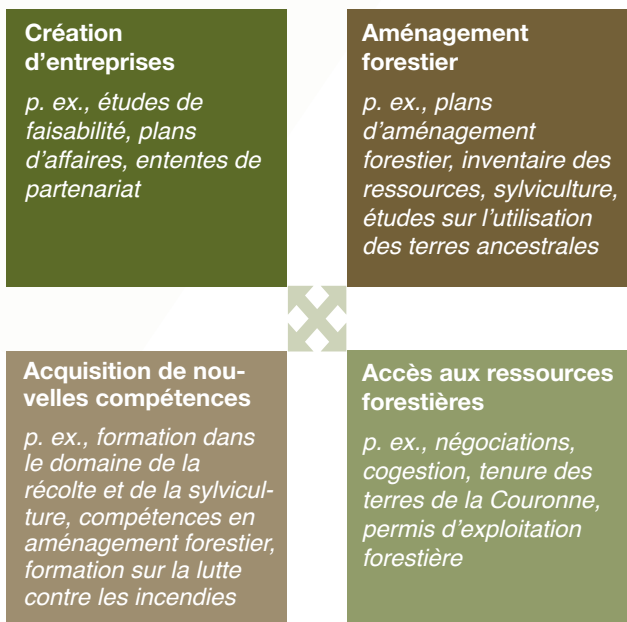 Création
d’entreprises
p. ex., études de
faisabilité, plans
d’affaires, ententes de
partenariat
Aménagement
forestier
p. ex., plans
d’aménagement
forestier, inventaire des
ressources, sylviculture,
études sur l’utilisation
des terres ancestrales
Acquisition de nou-
velles compétences
p. ex., formation dans
le domaine de la
récolte et de la sylvicul-
ture, compétences en
aménagement forestier,
formation sur la lutte
contre les incendies
Accès aux ressources
forestières
p. ex., négociations,
cogestion, tenure des
terres de la Couronne,
permis d’exploitation
forestière